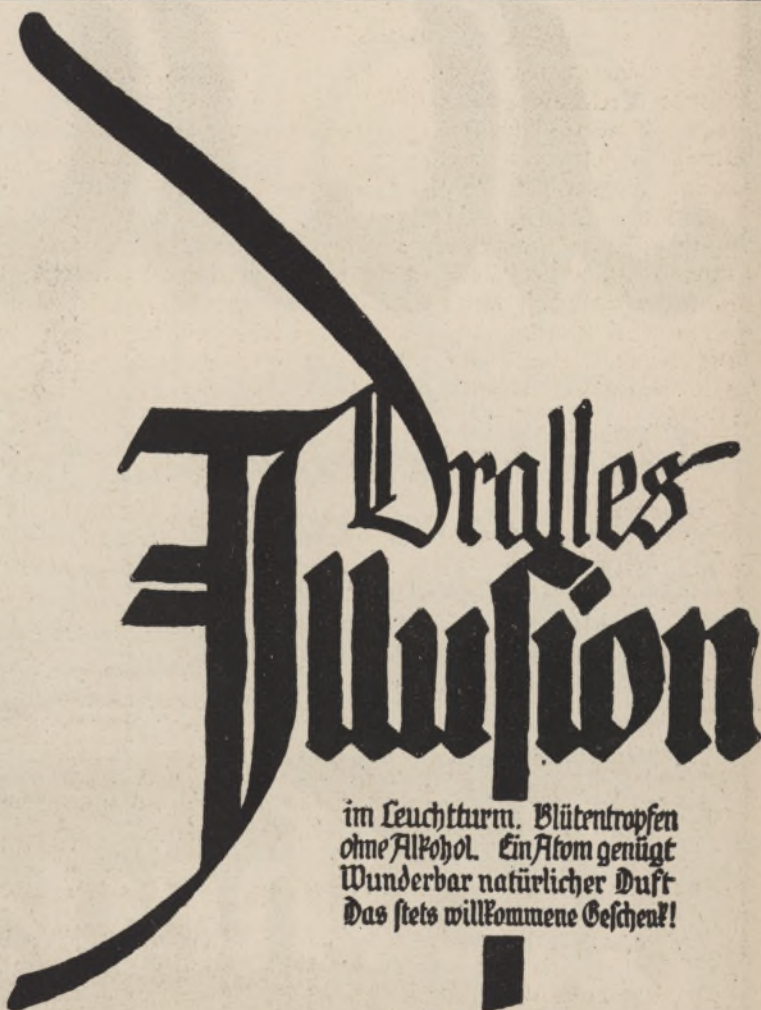 Dralles
Illusion
im Leuchtturm. Blütentropfen
ohne Alkohol. Ein Atom genügt
Wunderbar natürlicher Duft
Das stets willkommene Geschenk!